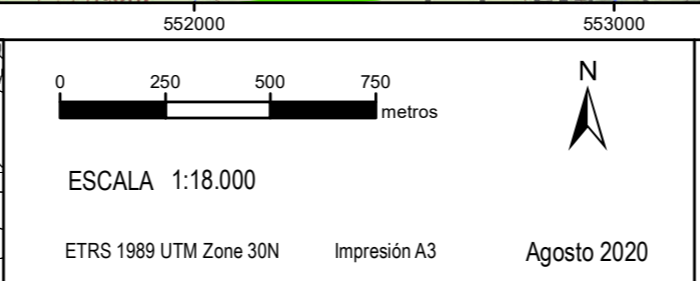 552000 553000
0 250 500 750
metros
N
ESCALA 1:18.000
ETRS 1989 UTM Zone 30N Impresión A3 Agosto 2020